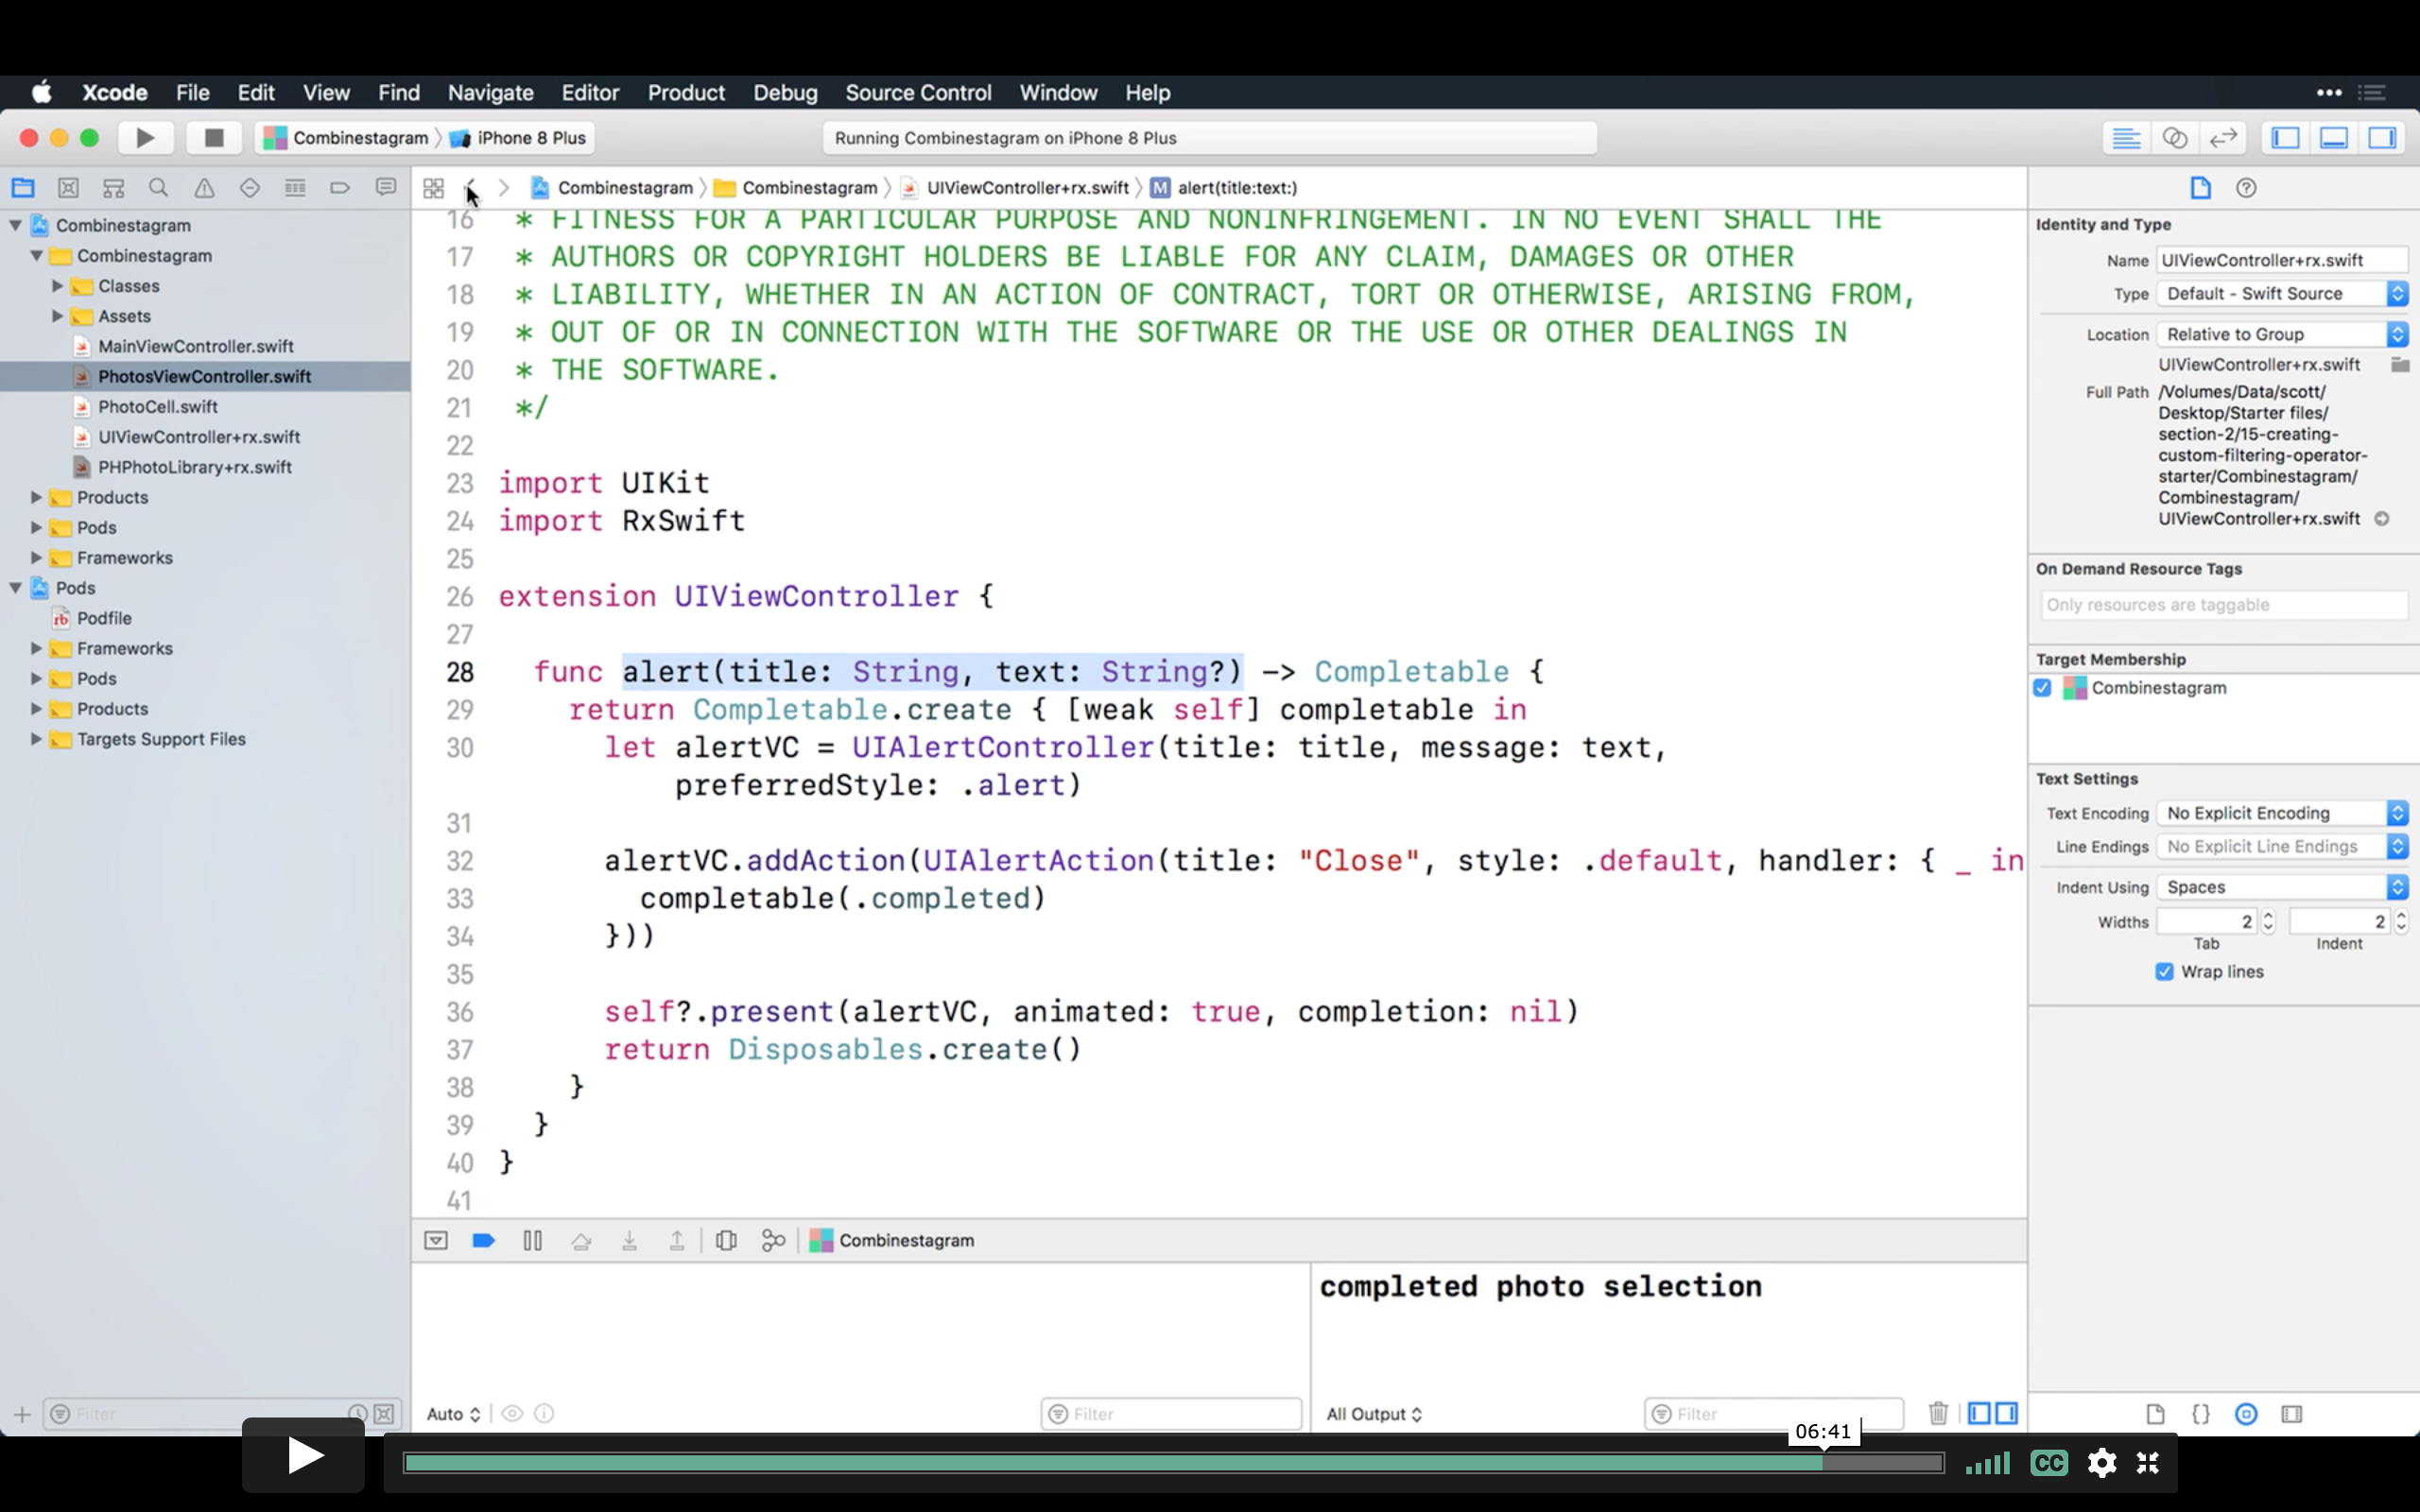 Xcode File Edit View Find Navigate Editor Product Debug Source Control Window Help
Combinestagram iPhone 8 Plus
Running Combinestagram on iPhone 8 Plus
Combinestagram Combinestagram UIViewController+rx.swift M alert(title:text:)
Combinestagram
Combinestagram
Classes
Assets
MainViewController.swift
PhotosViewController.swift
PhotoCell.swift
UIViewController+rx.swift
PHPhotoLibrary+rx.swift
Products
Pods
Frameworks
Pods
Podfile
Frameworks
Pods
Products
Targets Support Files
Filter
16 * FITNESS FOR A PARTICULAR PURPOSE AND NONINFRINGEMENT. IN NO EVENT SHALL THE
17 * AUTHORS OR COPYRIGHT HOLDERS BE LIABLE FOR ANY CLAIM, DAMAGES OR OTHER
18 * LIABILITY, WHETHER IN AN ACTION OF CONTRACT, TORT OR OTHERWISE, ARISING FROM,
19 * OUT OF OR IN CONNECTION WITH THE SOFTWARE OR THE USE OR OTHER DEALINGS IN
20 * THE SOFTWARE.
21 */
22
23 import UIKit
24 import RxSwift
25
26 extension UIViewController {
27
28 func alert(title: String, text: String?) -> Completable {
29 return Completable.create { [weak self] completable in
30 let alertVC = UIAlertController(title: title, message: text,
preferredStyle: .alert)
31
32 alertVC.addAction(UIAlertAction(title: "Close", style: .default, handler: { _ in
33 completable(.completed)
34 }))
35
36 self?.present(alertVC, animated: true, completion: nil)
37 return Disposables.create()
38 }
39 }
40 }
41
Combinestagram
completed photo selection
Auto
Filter
All Output
Filter
Identity and Type
Name UIViewController+rx.swift
Type Default - Swift Source
Location Relative to Group
UIViewController+rx.swift
Full Path /Volumes/Data/scott/
Desktop/Starter files/
section-2/15-creating-
custom-filtering-operator-
starter/Combinestagram/
Combinestagram/
UIViewController+rx.swift
On Demand Resource Tags
Only resources are taggable
Target Membership
Combinestagram
Text Settings
Text Encoding No Explicit Encoding
Line Endings No Explicit Line Endings
Indent Using Spaces
Widths 2 2
Tab Indent
Wrap lines
06:41
CC